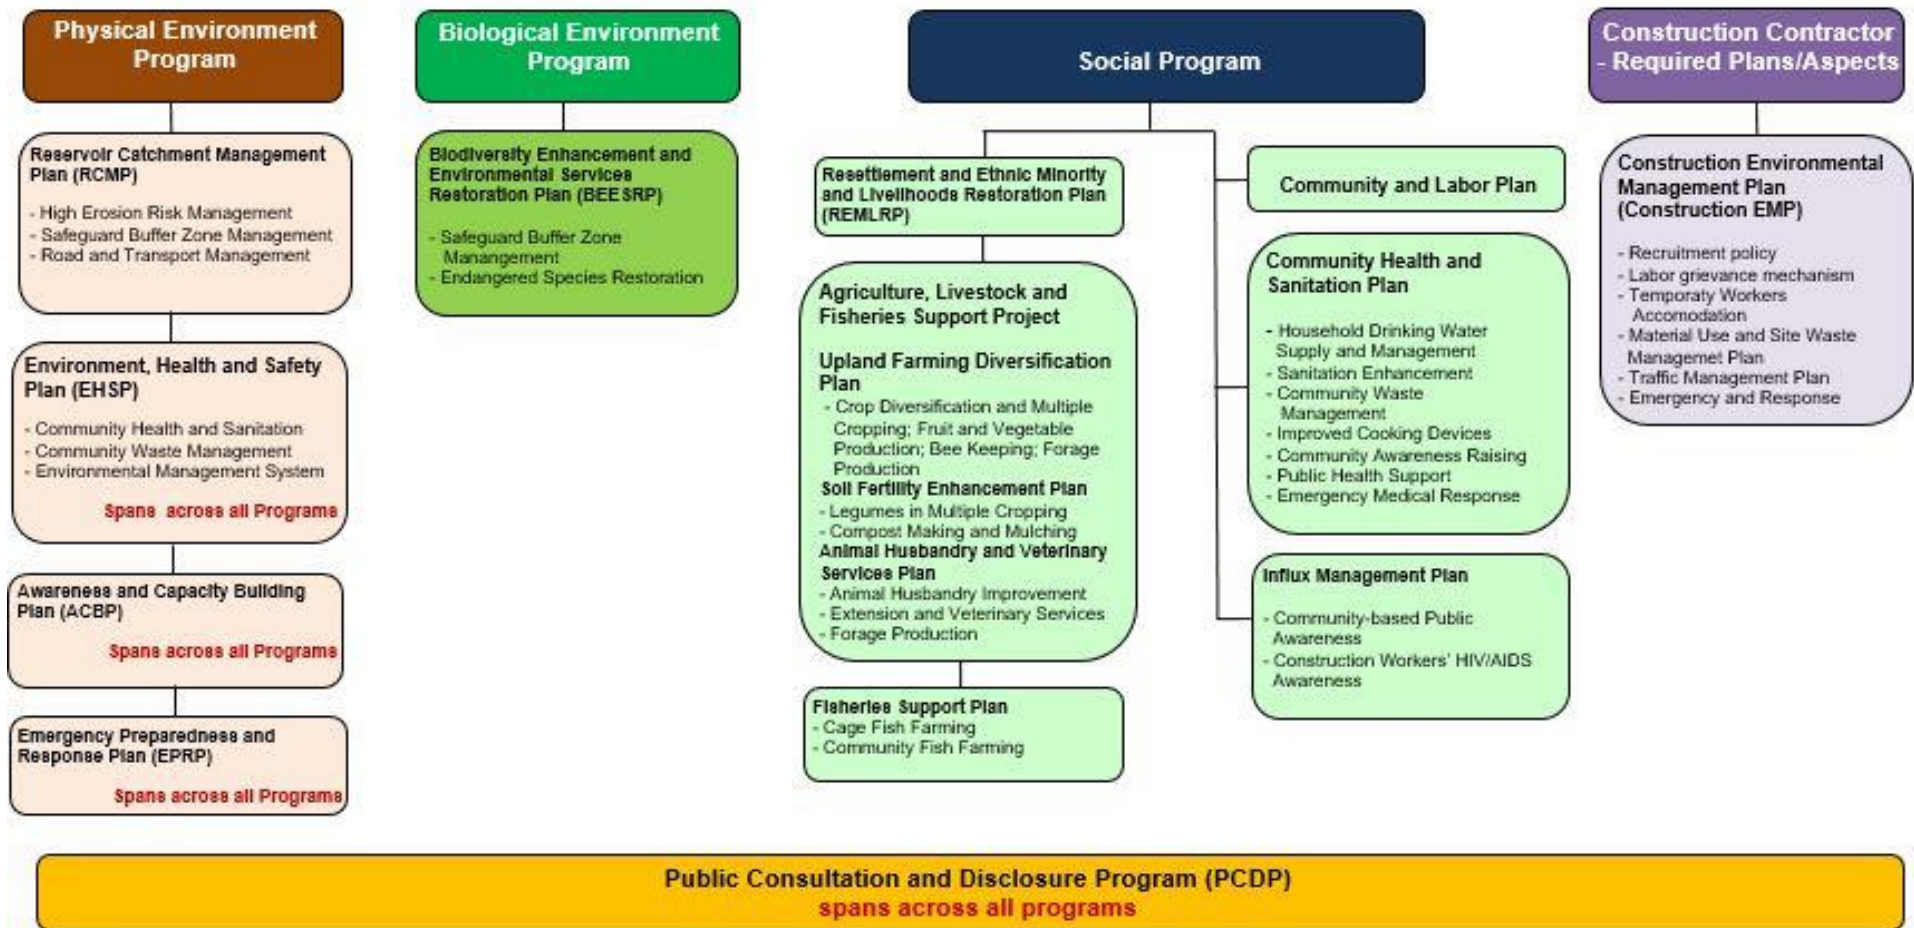 Physical Environment
Program
Reservoir Catchment Management
Plan (RCMP)
- High Erosion Risk Management
- Safeguard Buffer Zone Management
- Road and Transport Management
Environment, Health and Safety
Plan (EHSP)
- Community Health and Sanitation
- Community Waste Management
- Environmental Management System
Spans across all Programs
Awareness and Capacity Building
Plan (ACBP)
Spans across all Programs
Emergency Preparedness and
Response Plan (EPRP)
Spans across all Programs
Biological Environment
Program
Biodiversity Enhancement and
Environmental Services
Restoration Plan (BEESRP)
- Safeguard Buffer Zone
Manangement
- Endangered Species Restoration
Social Program
Resettlement and Ethnic Minority
and Livelihoods Restoration Plan
(REMLRP)
Agriculture, Livestock and
Fisheries Support Project
Upland Farming Diversification
Plan
- Crop Diversification and Multiple
Cropping; Fruit and Vegetable
Production; Bee Keeping; Forage
Production
Soil Fertility Enhancement Plan
- Legumes in Multiple Cropping
- Compost Making and Mulching
Animal Husbandry and Veterinary
Services Plan
- Animal Husbandry Improvement
- Extension and Veterinary Services
- Forage Production
Fisheries Support Plan
- Cage Fish Farming
- Community Fish Farming
Community and Labor Plan
Community Health and
Sanitation Plan
- Household Drinking Water
Supply and Management
- Sanitation Enhancement
- Community Waste
Management
- Improved Cooking Devices
- Community Awareness Raising
- Public Health Support
- Emergency Medical Response
Influx Management Plan
- Community-based Public
Awareness
- Construction Workers' HIV/AIDS
Awareness
Construction Contractor
- Required Plans/Aspects
Construction Environmental
Management Plan
(Construction EMP)
- Recruitment policy
- Labor grievance mechanism
- Temporaty Workers
Accomodation
- Material Use and Site Waste
Managemet Plan
- Traffic Management Plan
- Emergency and Response
Public Consultation and Disclosure Program (PCDP)
spans across all programs